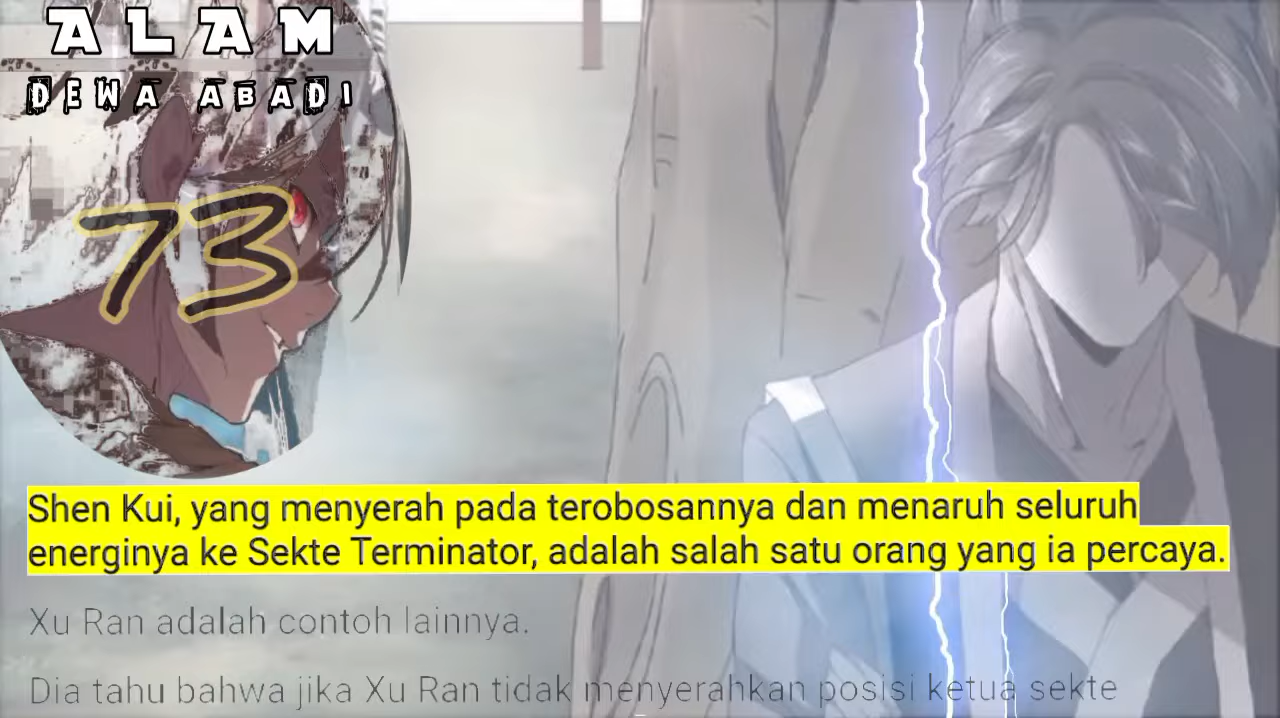 ALAM
DEWA ABADI
73
Shen Kui, yang menyerah pada terobosannya dan menaruh seluruh
energinya ke Sekte Terminator, adalah salah satu orang yang ia percaya.
Xu Ran adalah contoh lainnya.
Dia tahu bahwa jika Xu Ran tidak menyerahkan posisi ketua sekte